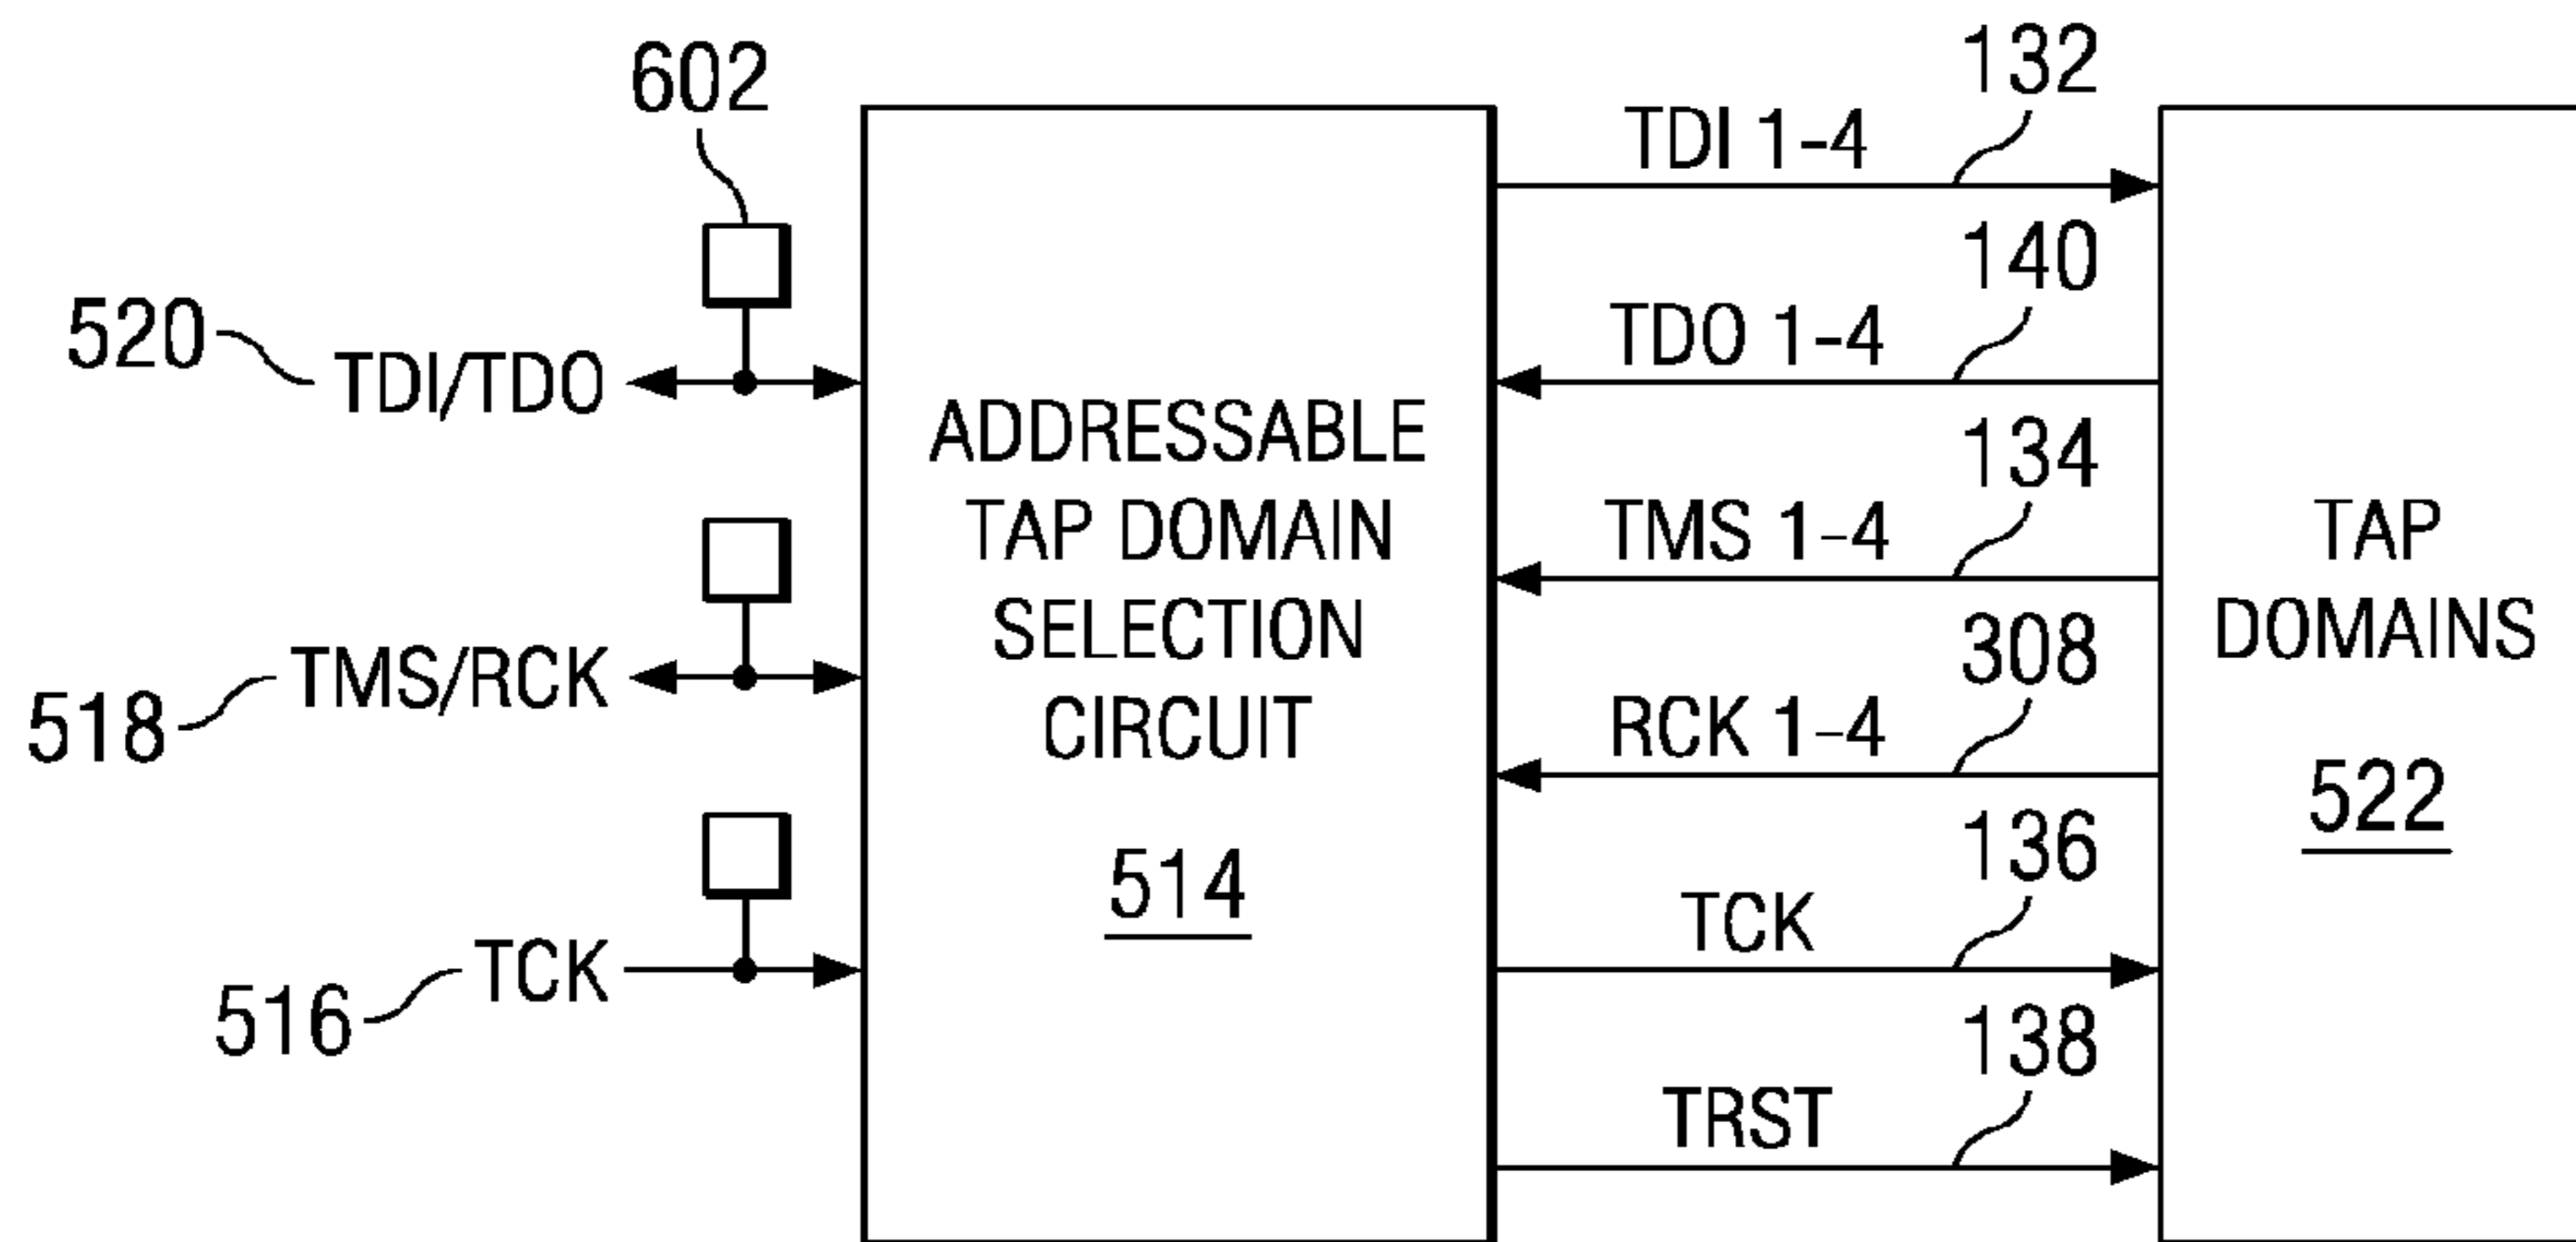 602
132
TDI 1-4
140
520
TDI/TDO
TDO 1-4
134
ADDRESSABLE
TAP DOMAIN
SELECTION
CIRCUIT
514
TMS 1-4
TAP
DOMAINS
522
308
518
TMS/RCK
RCK 1-4
136
516
TCK
TCK
138
TRST